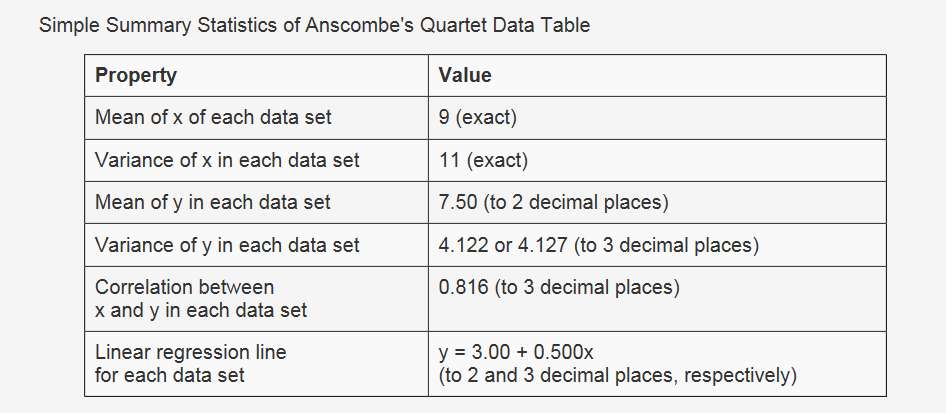 Simple Summary Statistics of Anscombe's Quartet Data Table
Property Value
Mean of x of each data set 9 (exact)
Variance of x in each data set 11 (exact)
Mean of y in each data set 7.50 (to 2 decimal places)
Variance of y in each data set 4.122 or 4.127 (to 3 decimal places)
Correlation between 0.816 (to 3 decimal places)
x and y in each data set
Linear regression line y = 3.00 + 0.500x
for each data set (to 2 and 3 decimal places, respectively)